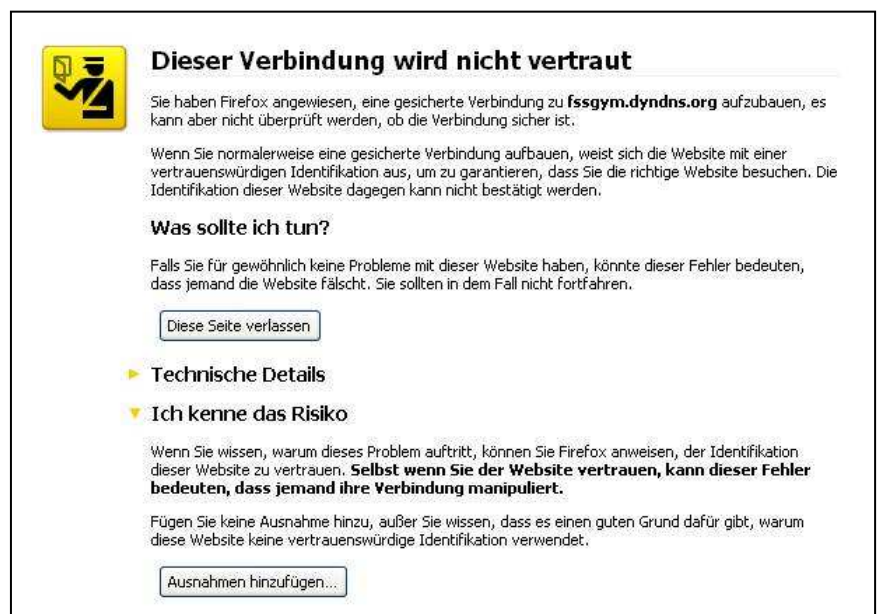 Dieser Verbindung wird nicht vertraut
Sie haben Firefox angewiesen, eine gesicherte Verbindung zu fssgym.dyndns.org aufzubauen, es
kann aber nicht überprüft werden, ob die Verbindung sicher ist.
Wenn Sie normalerweise eine gesicherte Verbindung aufbauen, weist sich die Website mit einer
vertrauenswürdigen Identifikation aus, um zu garantieren, dass Sie die richtige Website besuchen. Die
Identifikation dieser Website dagegen kann nicht bestätigt werden.
Was sollte ich tun?
Falls Sie für gewöhnlich keine Probleme mit dieser Website haben, könnte dieser Fehler bedeuten,
dass jemand die Website fälscht. Sie sollten in dem Fall nicht fortfahren.
Diese Seite verlassen
Technische Details
Ich kenne das Risiko
Wenn Sie wissen, warum dieses Problem auftritt, können Sie Firefox anweisen, der Identifikation
dieser Website zu vertrauen. Selbst wenn Sie der Website vertrauen, kann dieser Fehler
bedeuten, dass jemand ihre Verbindung manipuliert.
Fügen Sie keine Ausnahme hinzu, außer Sie wissen, dass es einen guten Grund dafür gibt, warum
diese Website keine vertrauenswürdige Identifikation verwendet.
Ausnahmen hinzufügen...